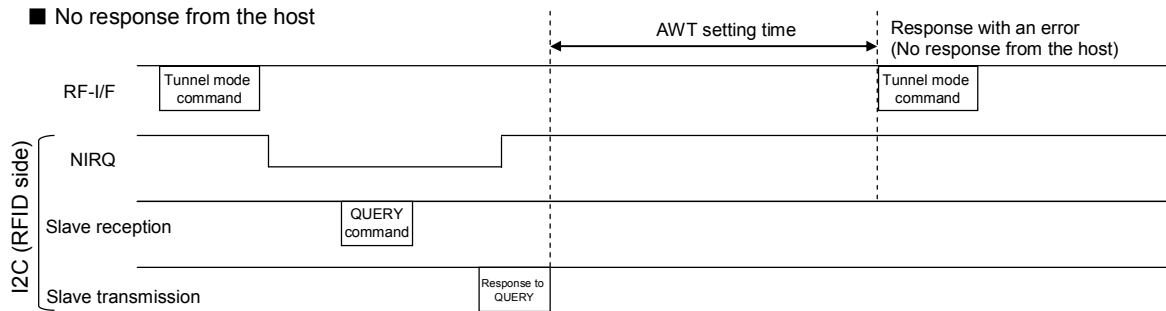 ■ No response from the host
AWT setting time
Response with an error
(No response from the host)
RF-I/F
Tunnel mode
command
Tunnel mode
command
I2C (RFID side)
NIRQ
Slave reception
QUERY
command
Slave transmission
Response to
QUERY